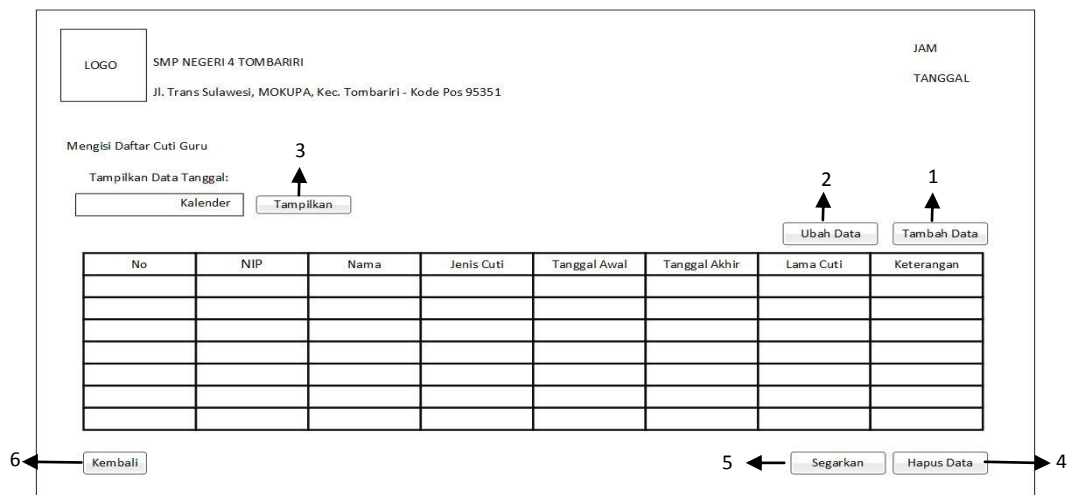 JAM
LOGO
SMP NEGERI 4 TOMBARIRI
TANGGAL
Jl. Trans Sulawesi, MOKUPA, Kec. Tombariri - Kode Pos 95351
Mengisi Daftar Cuti Guru
3
Tampilkan Data Tanggal:
2 1
Kalender Tampilkan
Ubah Data Tambah Data
No NIP Nama Jenis Cuti Tanggal Awal Tanggal Akhir Lama Cuti Keterangan
6 Kembali 5 Segarkan Hapus Data 4